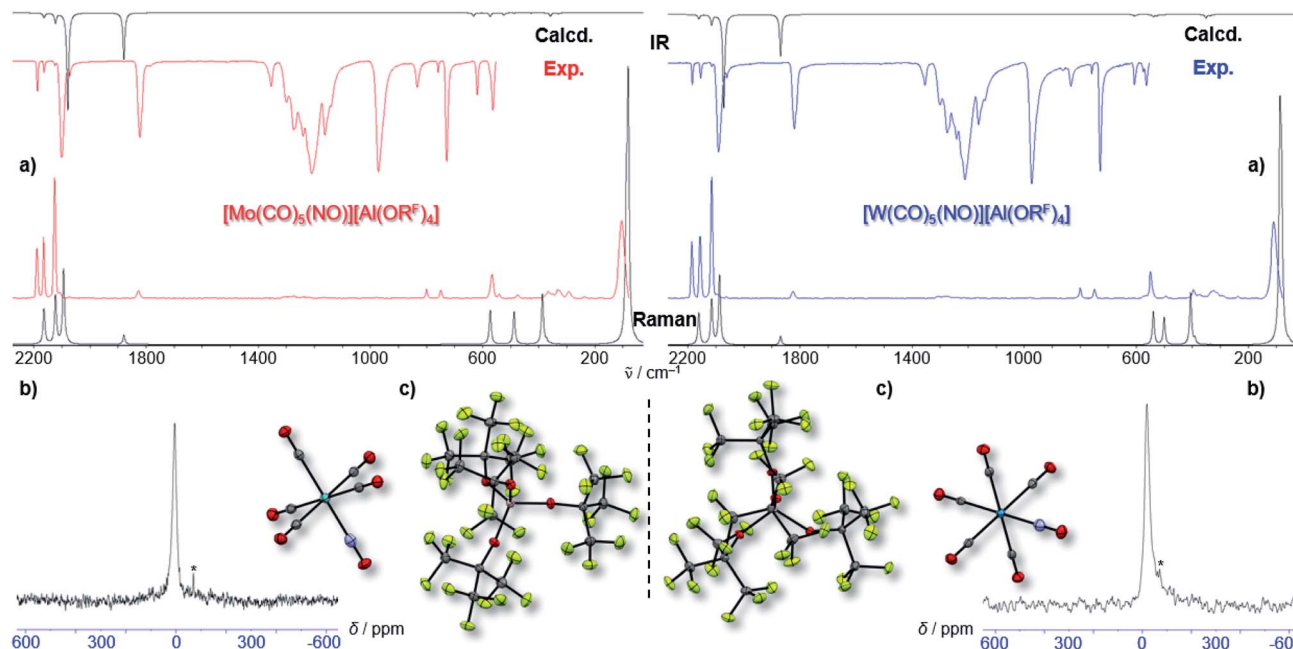 Calcd.
IR
Calcd.
Exp.
Exp.
a)
a)
[Mo(CO)₅(NO)][Al(ORᶠ)₄]
[W(CO)₅(NO)][Al(ORᶠ)₄]
Raman
2200 1800 1400 1000 600 200
2200 1800 1400 1000 600 200
ṽ / cm⁻¹
b)
c)
c)
b)
*
*
600 300 0 -300 -600
δ / ppm
δ / ppm
600 300 0 -300 -60